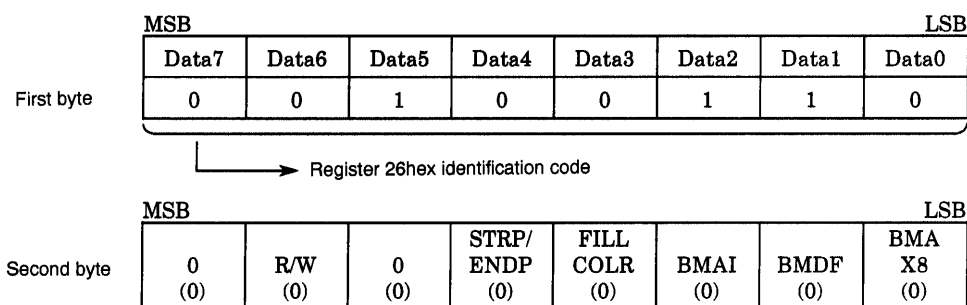 MSB LSB
Data7 Data6 Data5 Data4 Data3 Data2 Data1 Data0
First byte 0 0 1 0 0 1 1 0
Register 26hex identification code
MSB LSB
STRP/ FILL BMA
Second byte 0 R/W 0 ENDP COLR BMAI BMDF X8
(0) (0) (0) (0) (0) (0) (0) (0)